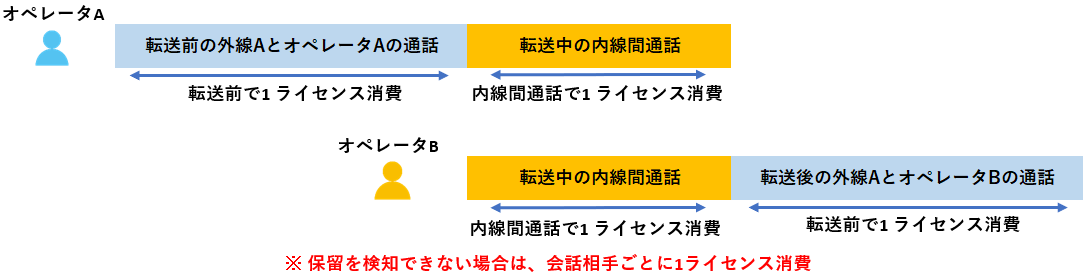 オペレータA
転送前の外線AとオペレータAの通話
転送中の内線間通話
転送前で1 ライセンス消費
内線間通話で1 ライセンス消費
オペレータB
転送中の内線間通話
転送後の外線AとオペレータBの通話
内線間通話で1 ライセンス消費
転送前で1 ライセンス消費
※ 保留を検知できない場合は、会話相手ごとに1ライセンス消費